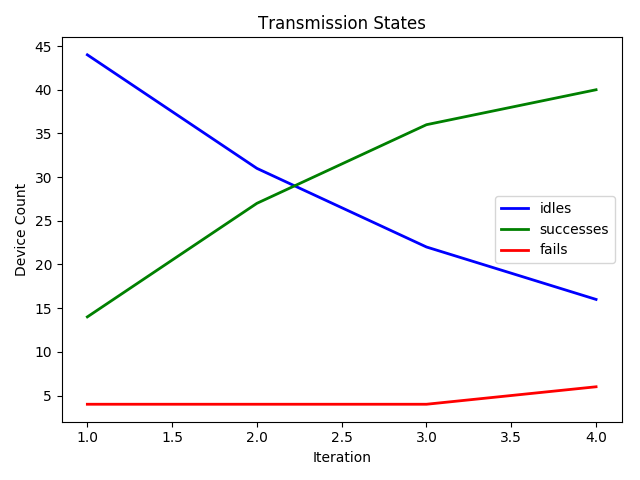 Transmission States
45
40
35
30
25
20
15
10
5
Device Count
idles
successes
fails
1.0 1.5 2.0 2.5 3.0 3.5 4.0
Iteration